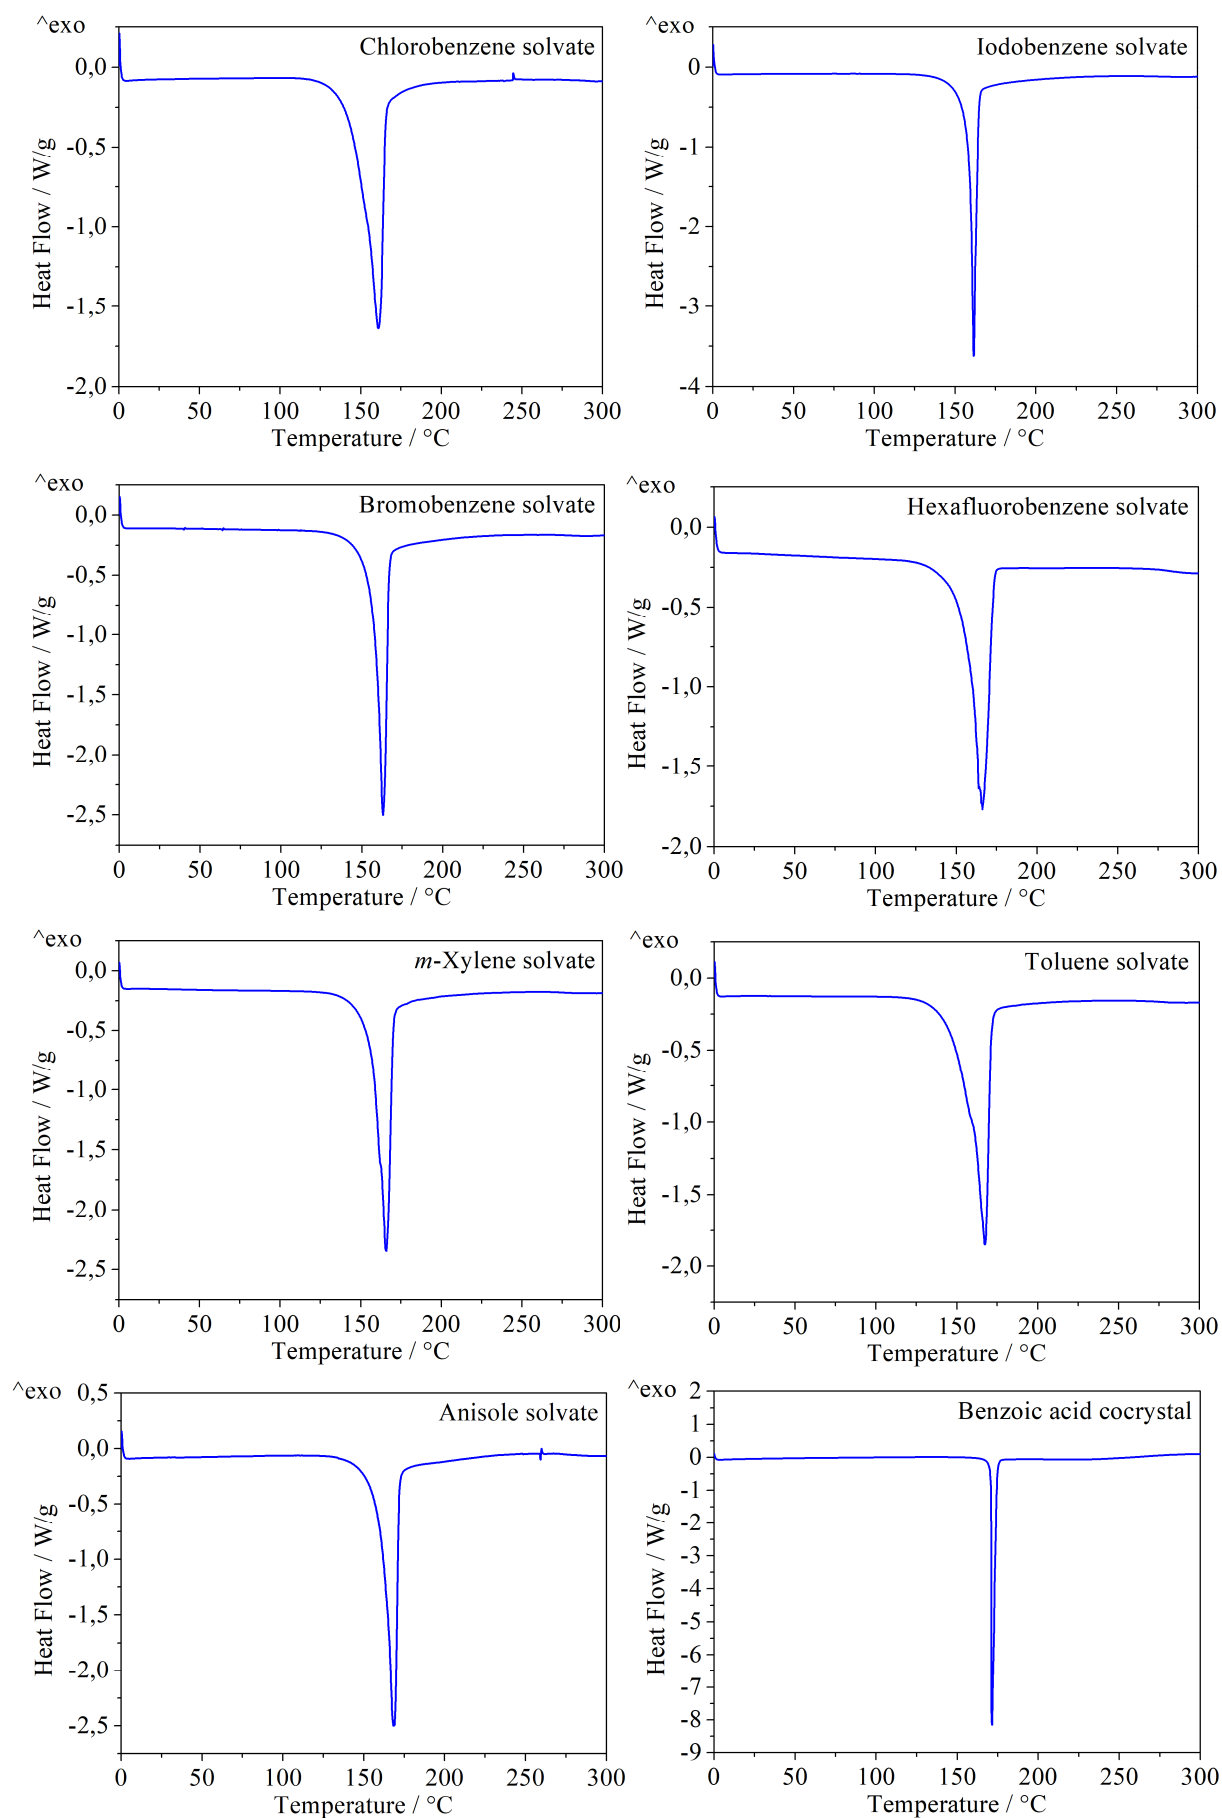 ^exo
Chlorobenzene solvate
0,0
-0,5
-1,0
-1,5
-2,0
Heat Flow / W/g
0 50 100 150 200 250 300
Temperature / °C
^exo
Iodobenzene solvate
0
-1
-2
-3
-4
Heat Flow / W/g
0 50 100 150 200 250 300
Temperature / °C
^exo
Bromobenzene solvate
0,0
-0,5
-1,0
-1,5
-2,0
-2,5
Heat Flow / W/g
0 50 100 150 200 250 300
Temperature / °C
^exo
Hexafluorobenzene solvate
0,0
-0,5
-1,0
-1,5
-2,0
Heat Flow / W/g
0 50 100 150 200 250 300
Temperature / °C
^exo
m-Xylene solvate
0,0
-0,5
-1,0
-1,5
-2,0
-2,5
Heat Flow / W/g
0 50 100 150 200 250 300
Temperature / °C
^exo
Toluene solvate
0,0
-0,5
-1,0
-1,5
-2,0
Heat Flow / W/g
0 50 100 150 200 250 300
Temperature / °C
^exo
Anisole solvate
0,5
0,0
-0,5
-1,0
-1,5
-2,0
-2,5
Heat Flow / W/g
0 50 100 150 200 250 300
Temperature / °C
^exo
Benzoic acid cocrystal
2
1
0
-1
-2
-3
-4
-5
-6
-7
-8
-9
Heat Flow / W/g
0 50 100 150 200 250 300
Temperature / °C